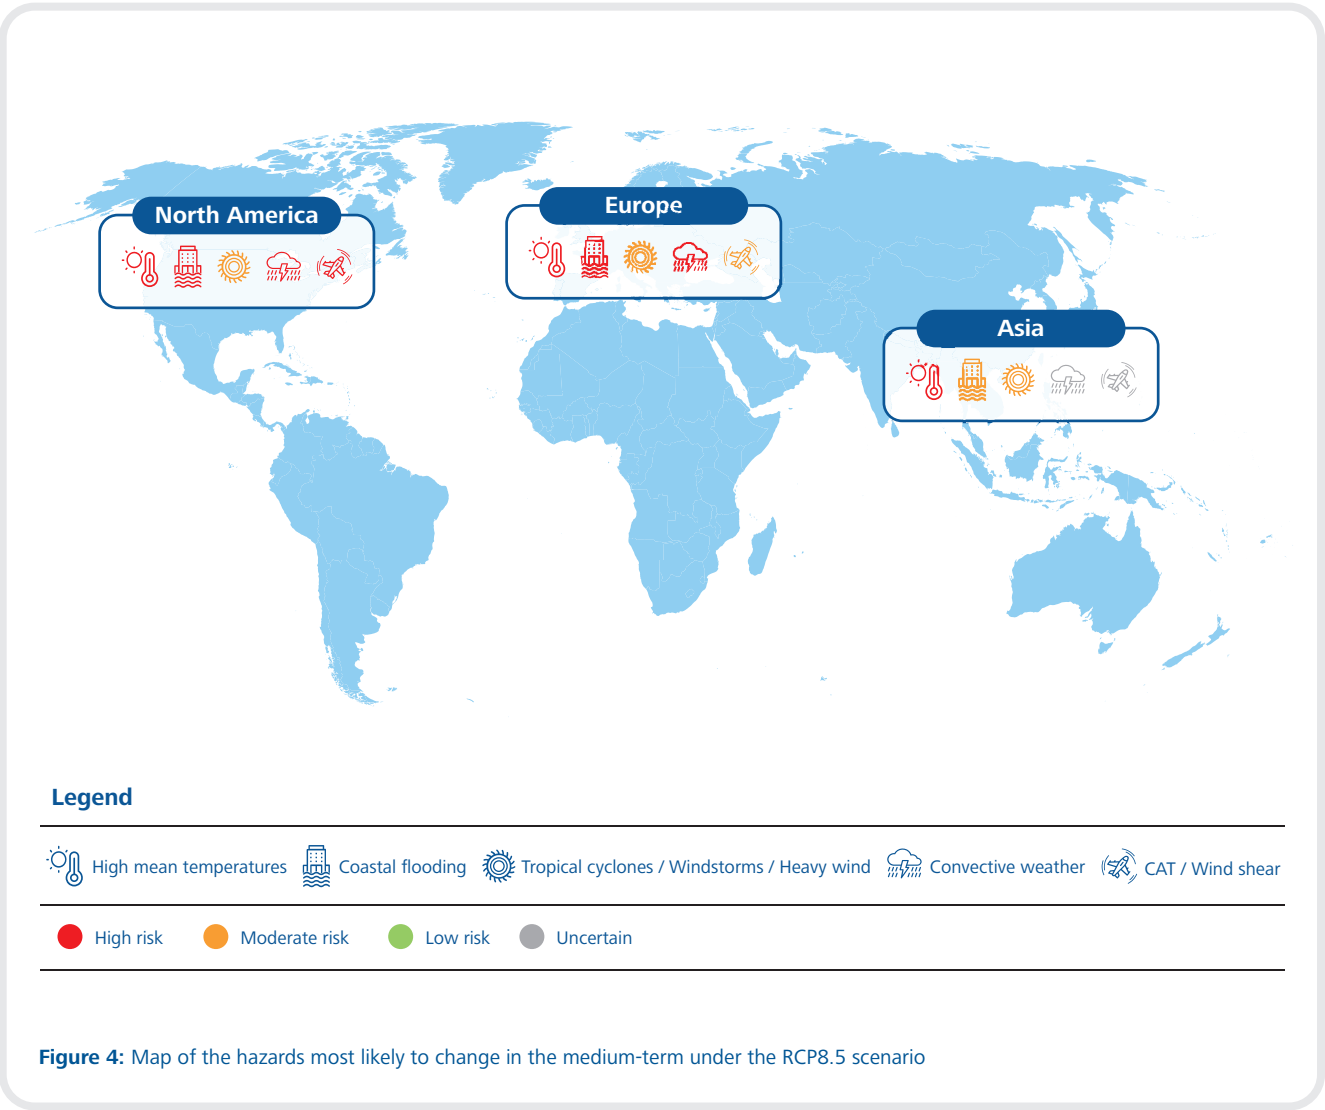 North America
Europe
Asia
Legend
High mean temperatures
Coastal flooding
Tropical cyclones / Windstorms / Heavy wind
Convective weather
CAT / Wind shear
High risk
Moderate risk
Low risk
Uncertain
Figure 4: Map of the hazards most likely to change in the medium-term under the RCP8.5 scenario